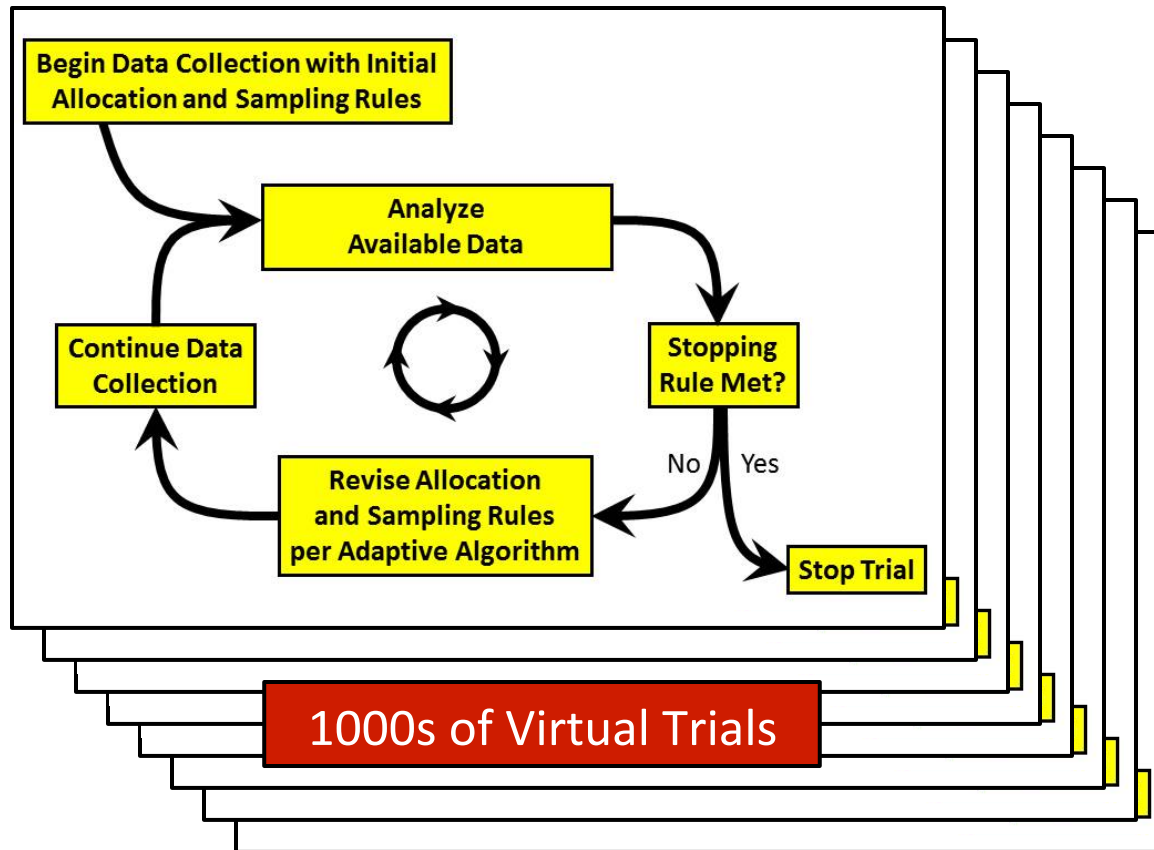 Begin Data Collection with Initial
Allocation and Sampling Rules
Analyze
Available Data
Continue Data
Collection
Stopping
Rule Met?
No
Yes
Revise Allocation
and Sampling Rules
per Adaptive Algorithm
Stop Trial
1000s of Virtual Trials